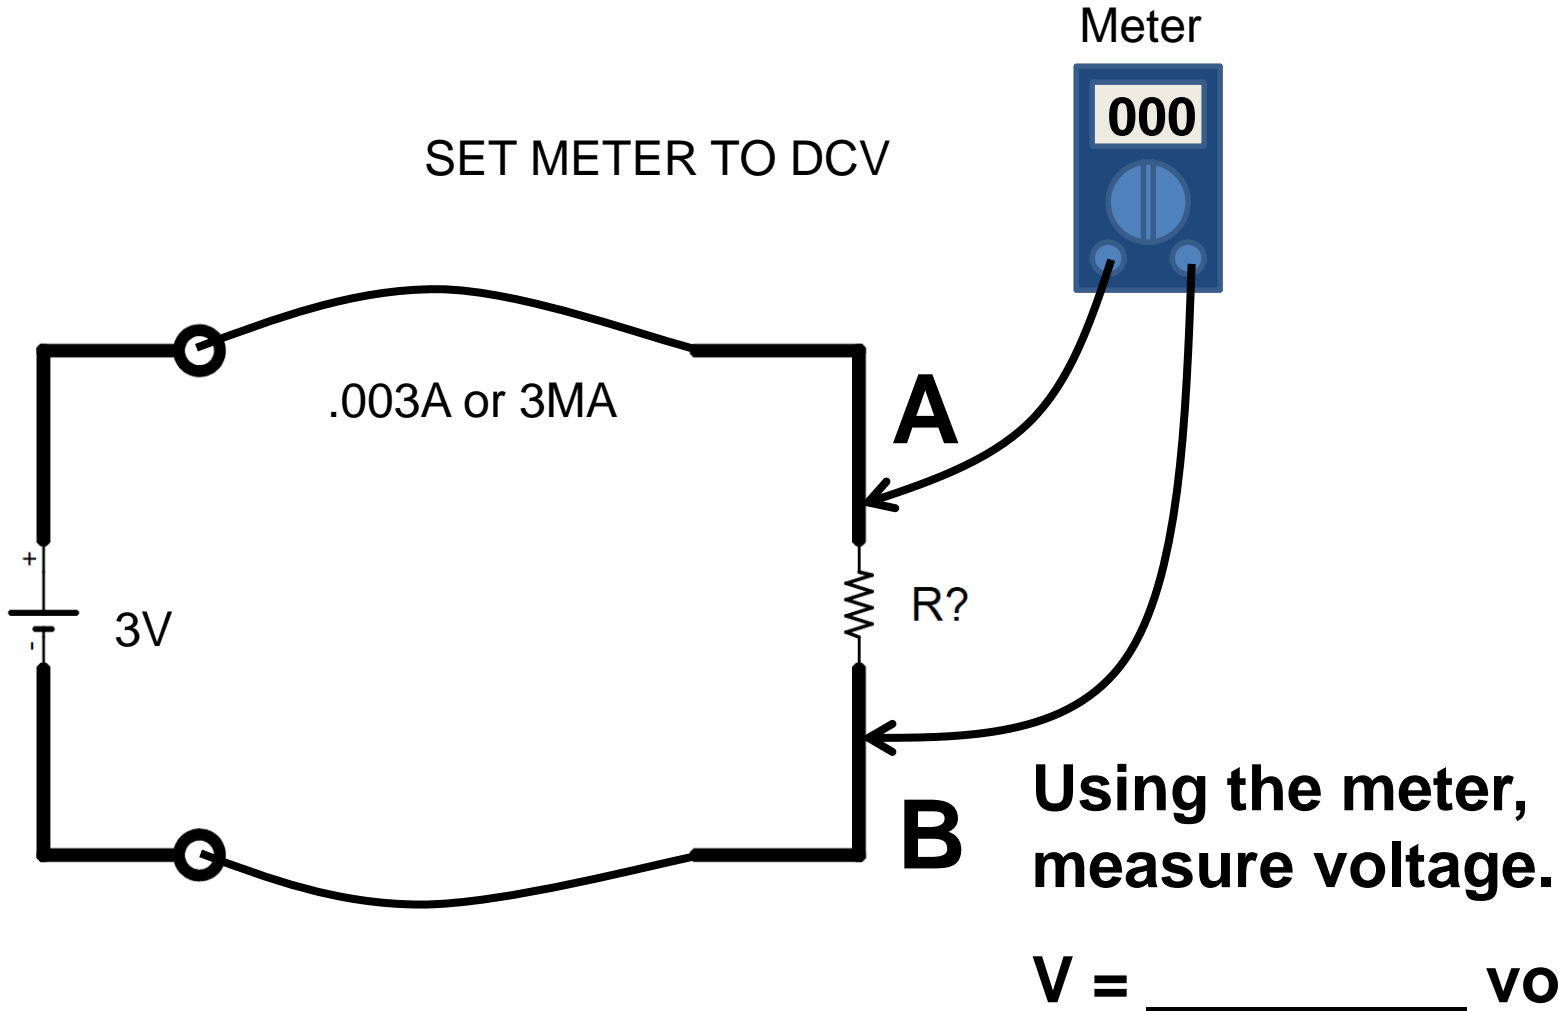 Meter
000
SET METER TO DCV
.003A or 3MA
A
+
3V
-
R?
B
Using the meter,
measure voltage.
V = __________ vo